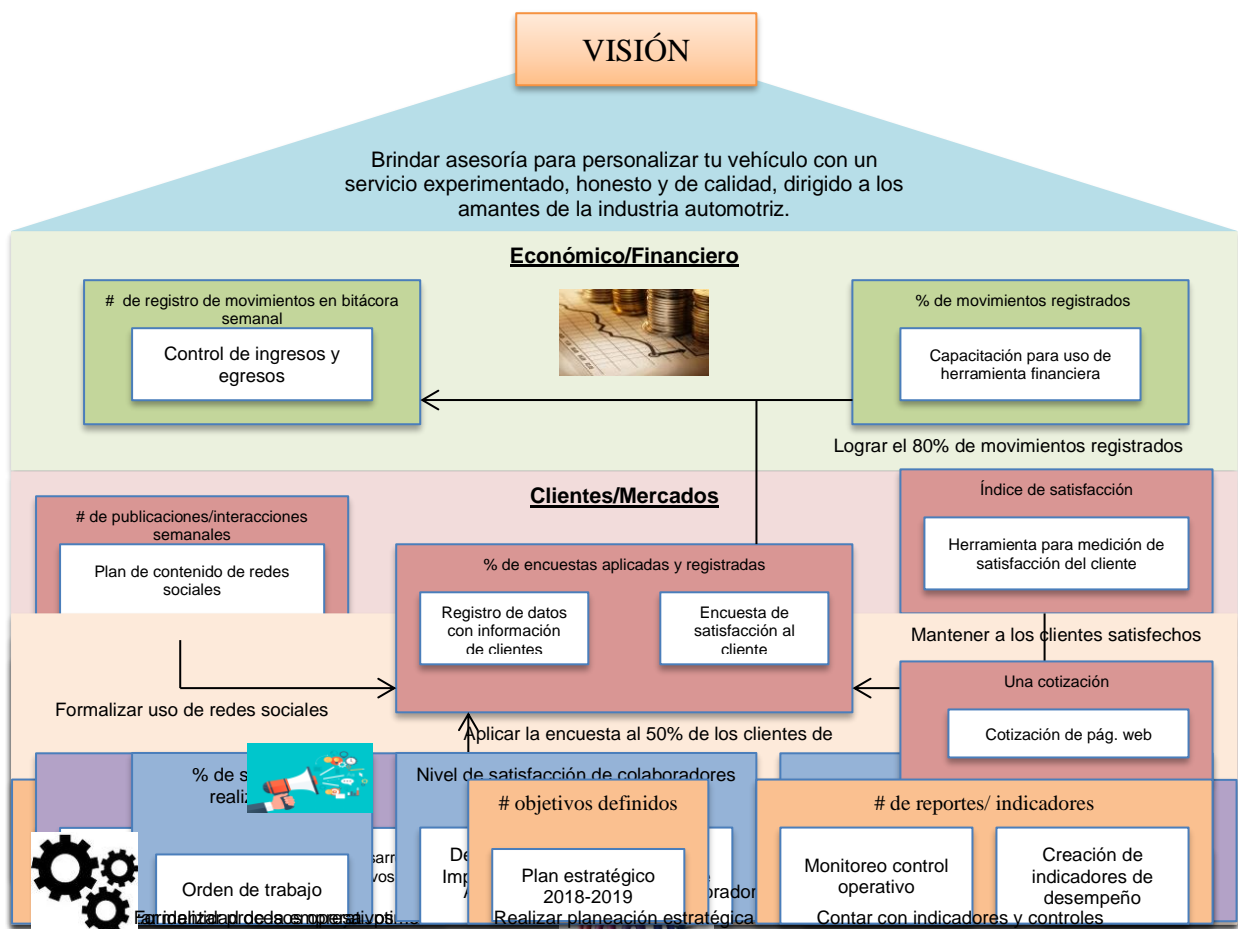 VISIÓN
Brindar asesoría para personalizar tu vehículo con un
servicio experimentado, honesto y de calidad, dirigido a los
amantes de la industria automotriz.
Económico/Financiero
# de registro de movimientos en bitácora
semanal
Control de ingresos y
egresos
% de movimientos registrados
Capacitación para uso de
herramienta financiera
Lograr el 80% de movimientos registrados
Clientes/Mercados
# de publicaciones/interacciones
semanales
Plan de contenido de redes
sociales
% de encuestas aplicadas y registradas
Registro de datos
con información
de clientes
Encuesta de
satisfacción al
cliente
Índice de satisfacción
Herramienta para medición de
satisfacción del cliente
Mantener a los clientes satisfechos
Una cotización
Cotización de pág. web
Formalizar uso de redes sociales
Aplicar la encuesta al 50% de los clientes de
% de
Nivel de satisfacción de colaboradores
# objetivos definidos
Plan estratégico
2018-2019
# de reportes/ indicadores
Monitoreo control
operativo
Creación de
indicadores de
desempeño
Orden de trabajo
Realizar planeación estratégica
Contar con indicadores y controles